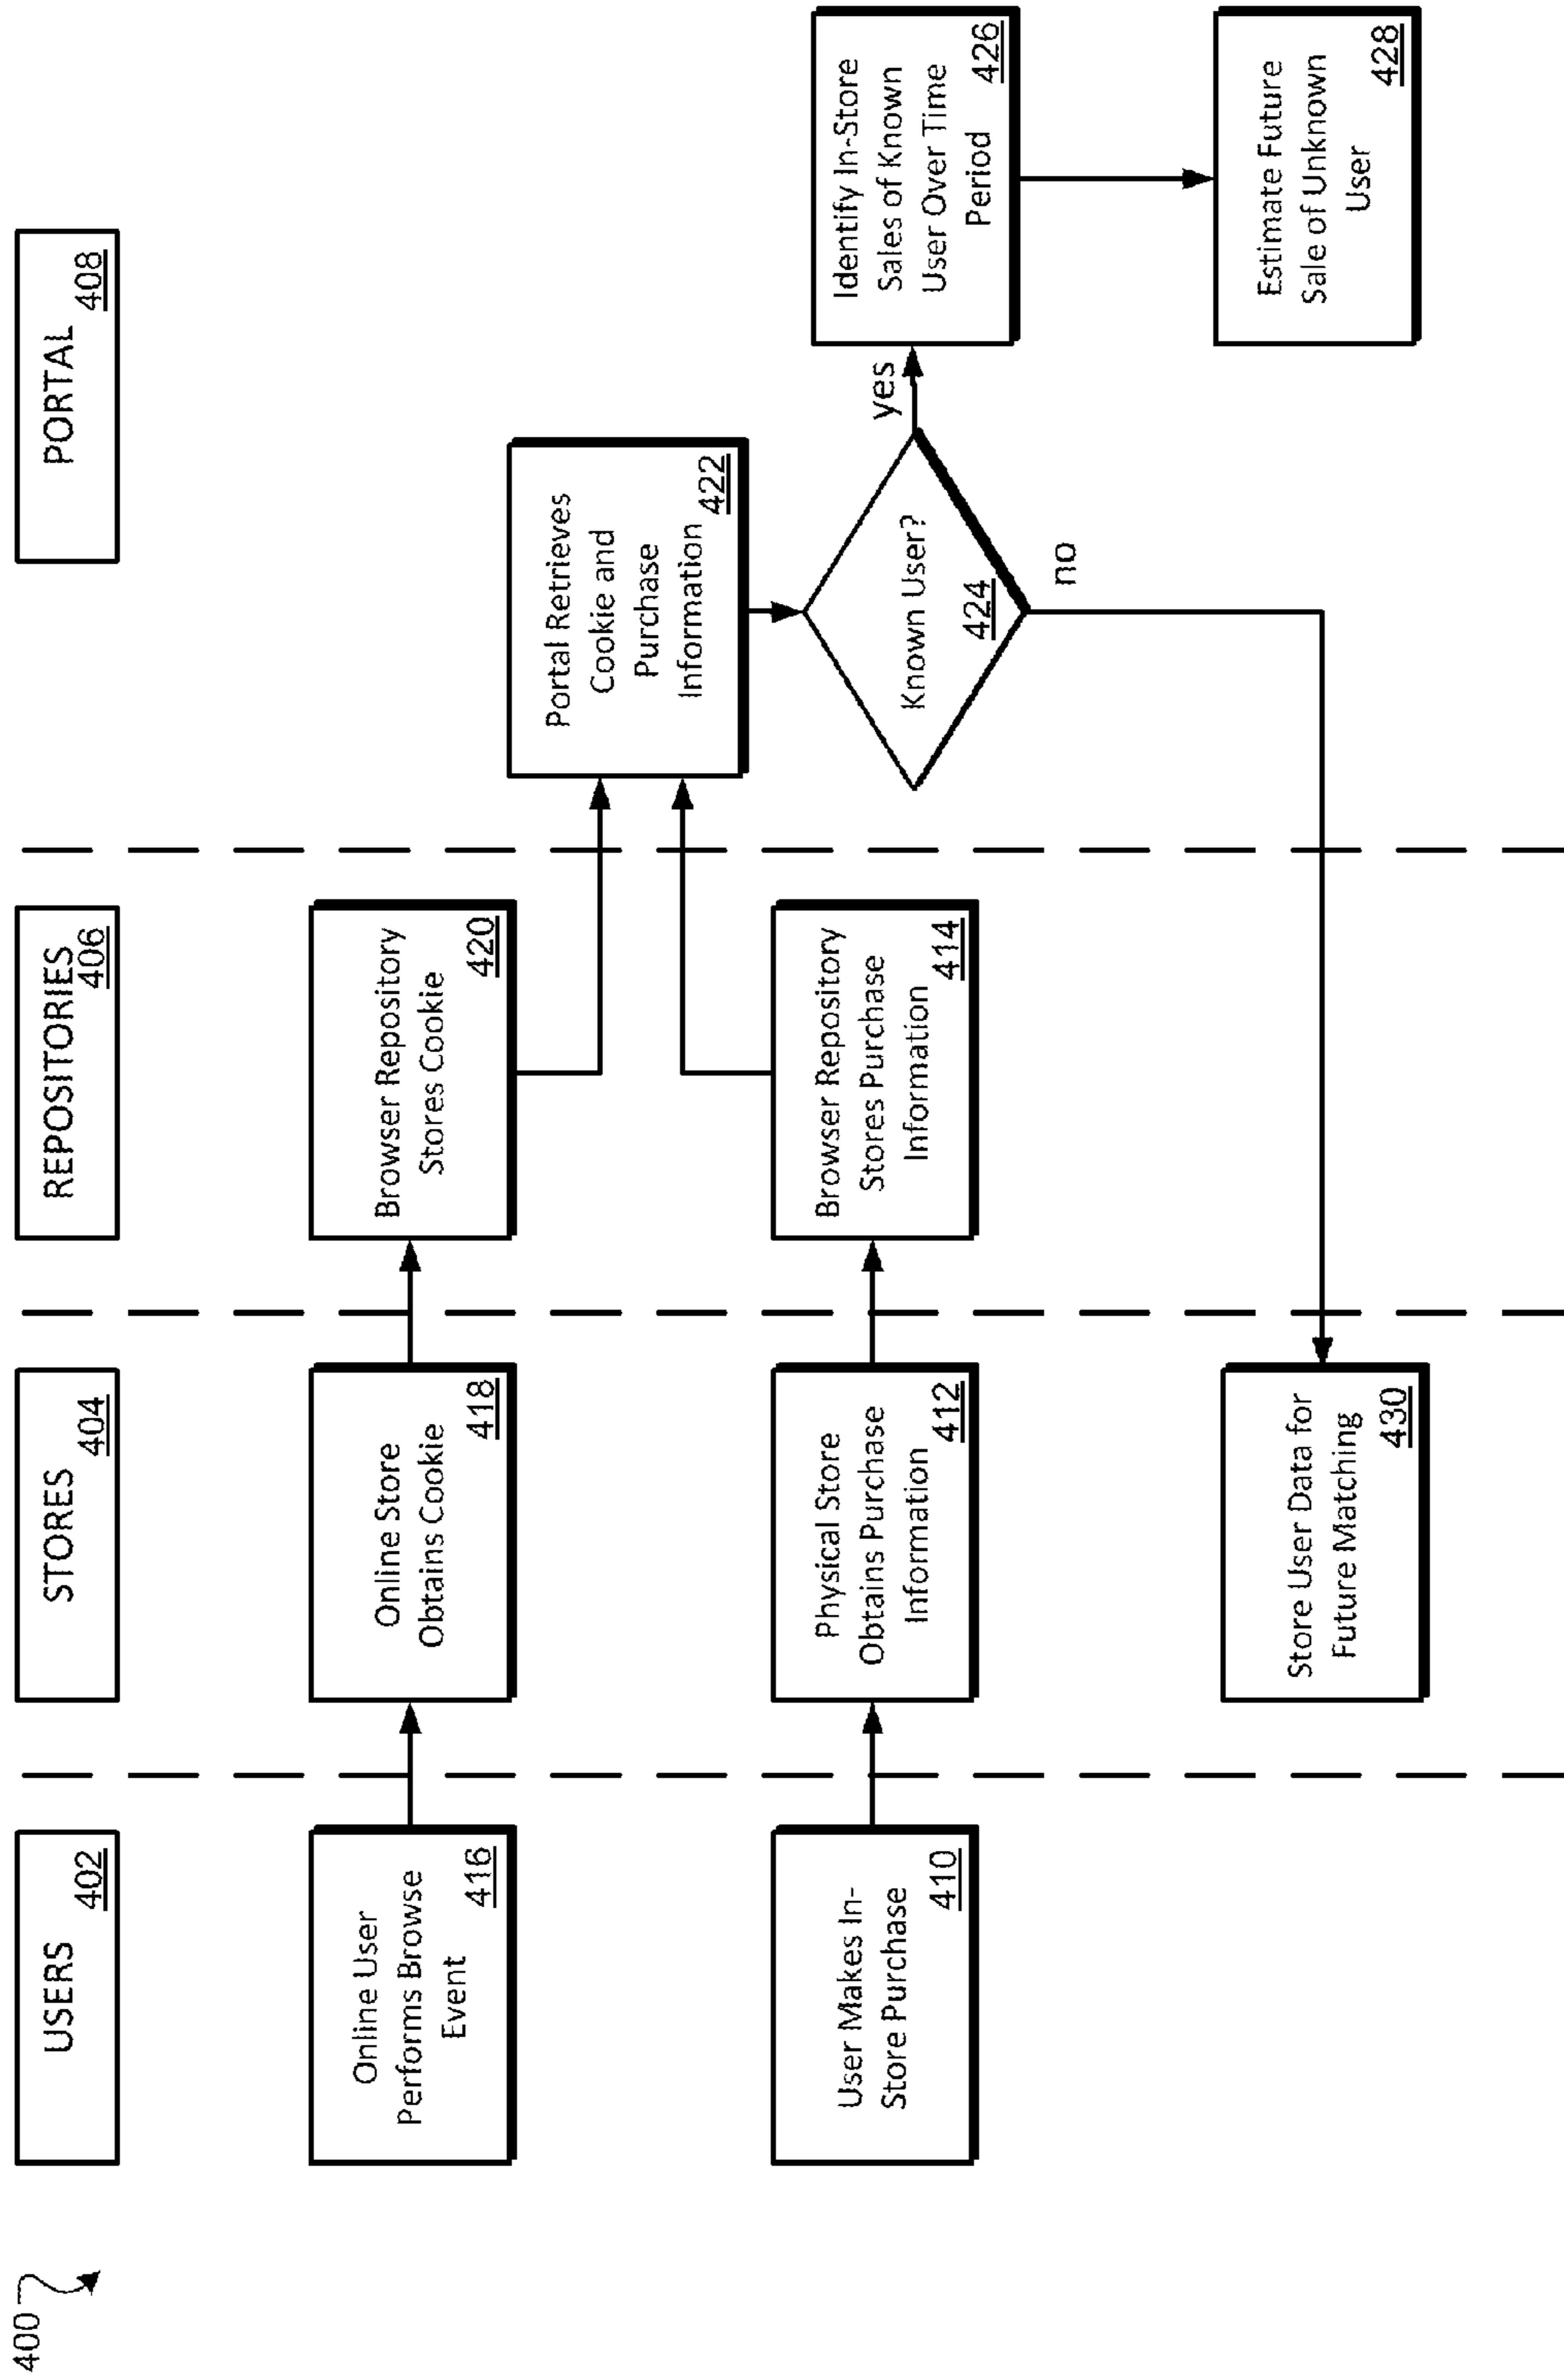 400
USERS
402
STORES
404
REPOSITORIES
406
PORTAL
408
Online User
Performs Browse
Event
416
Online Store
Obtains Cookie
418
Browser Repository
Stores Cookie
420
Portal Retrieves
Cookie and
Purchase
Information
422
User Makes In-
Store Purchase
410
Physical Store
Obtains Purchase
Information
412
Browser Repository
Stores Purchase
Information
414
Known User?
424
yes
no
Identify In-Store
Sales of Known
User Over Time
Period
426
Store User Data for
Future Matching
430
Estimate Future
Sale of Unknown
User
428